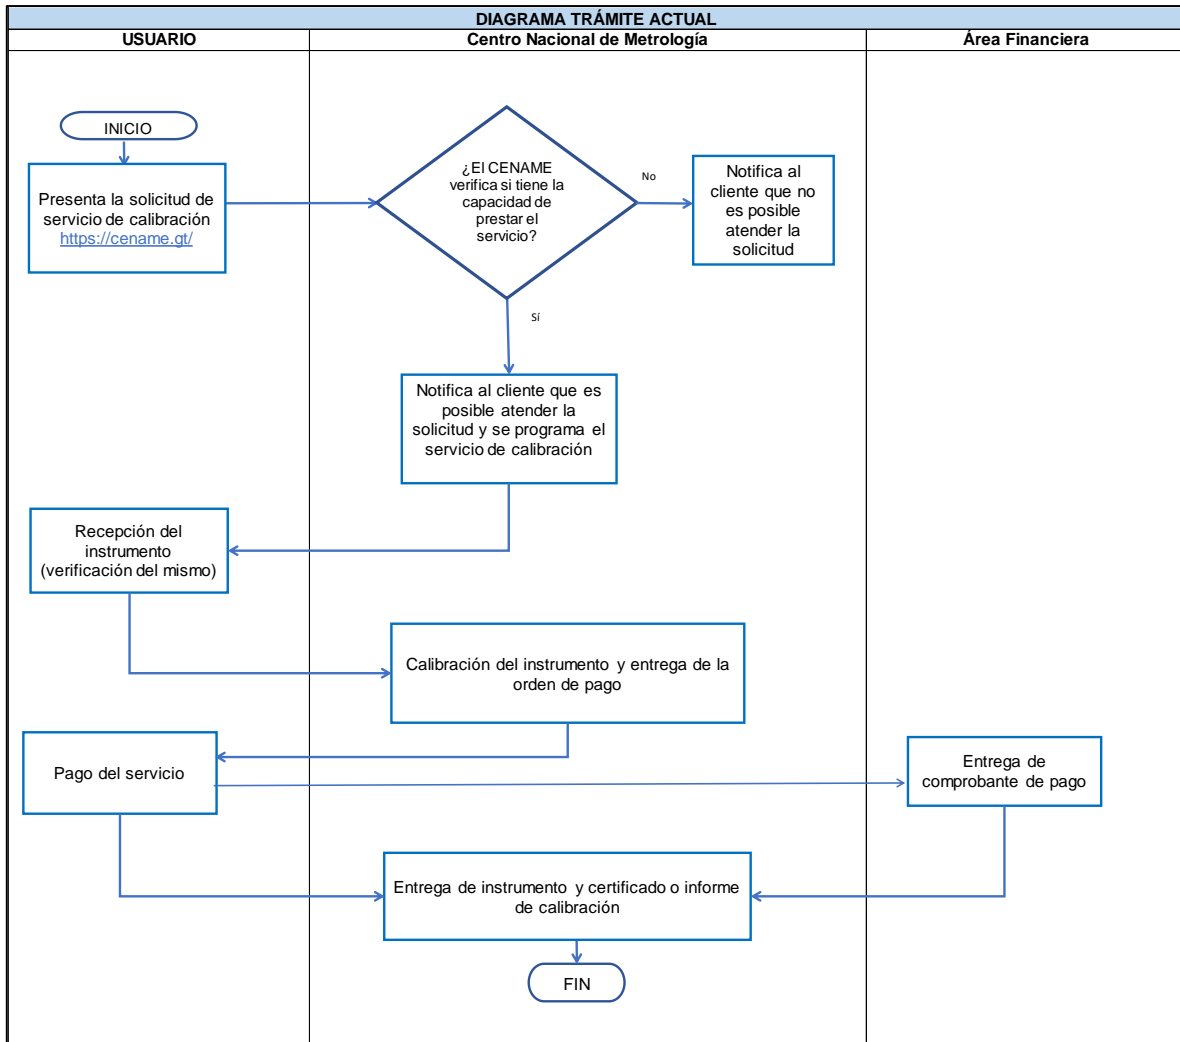 DIAGRAMA TRÁMITE ACTUAL
USUARIO
Centro Nacional de Metrología
Área Financiera
INICIO
Presenta la solicitud de
servicio de calibración
https://cename.gt/
¿El CENAME
verifica si tiene la
capacidad de
prestar el
servicio?
No
Notifica al
cliente que no
es posible
atender la
solicitud
Sí
Notifica al cliente que es
posible atender la
solicitud y se programa el
servicio de calibración
Recepción del
instrumento
(verificación del mismo)
Calibración del instrumento y entrega de la
orden de pago
Pago del servicio
Entrega de
comprobante de pago
Entrega de instrumento y certificado o informe
de calibración
FIN